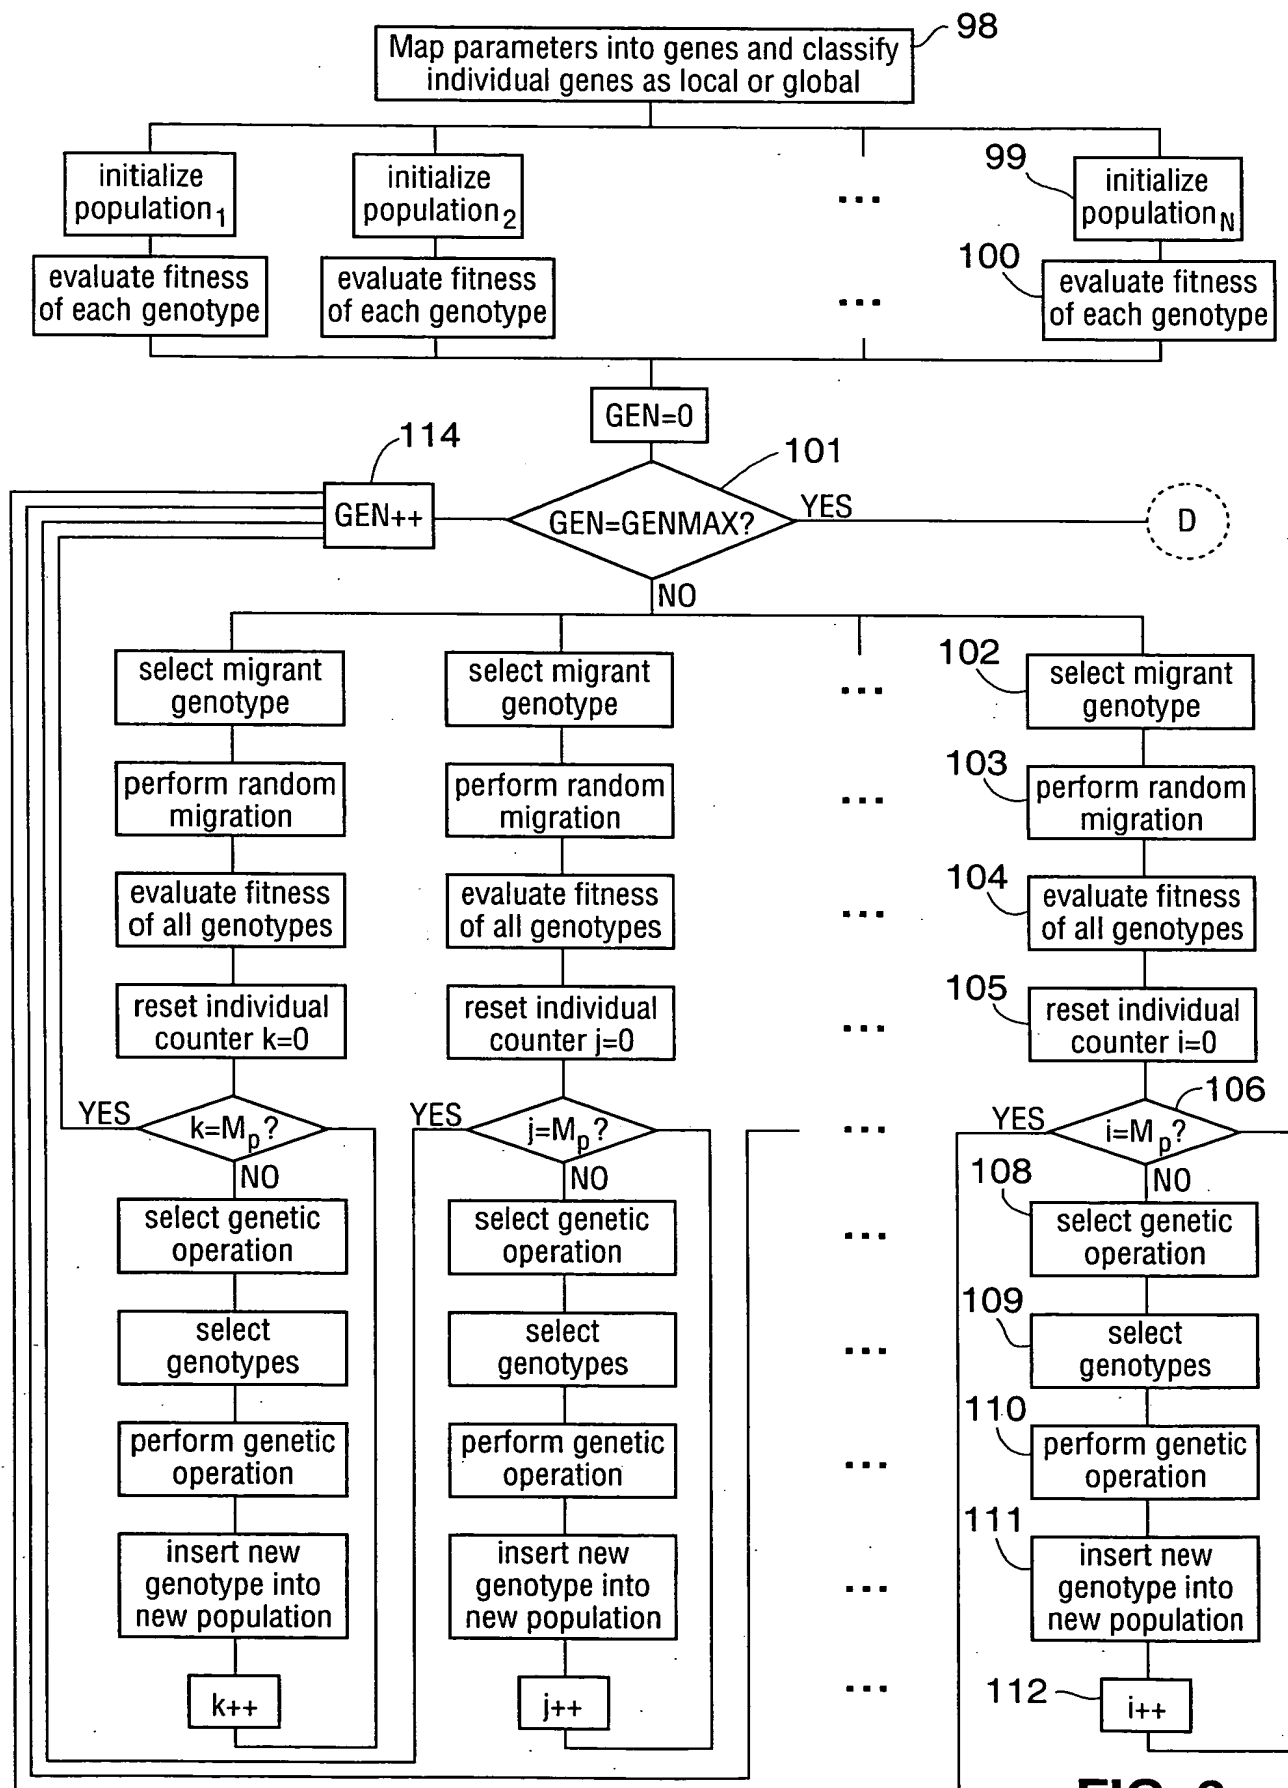 98
Map parameters into genes and classify
individual genes as local or global
initialize
population1
initialize
population2
...
99
initialize
populationN
evaluate fitness
of each genotype
evaluate fitness
of each genotype
...
100
evaluate fitness
of each genotype
GEN=0
114
GEN++
101
GEN=GENMAX?
YES
D
NO
select migrant
genotype
select migrant
genotype
...
102
select migrant
genotype
perform random
migration
perform random
migration
...
103
perform random
migration
evaluate fitness
of all genotypes
evaluate fitness
of all genotypes
...
104
evaluate fitness
of all genotypes
reset individual
counter k=0
reset individual
counter j=0
...
105
reset individual
counter i=0
YES
k=Mp?
NO
YES
j=Mp?
NO
...
106
YES
i=Mp?
NO
select genetic
operation
select genetic
operation
...
108
select genetic
operation
select
genotypes
select
genotypes
...
109
select
genotypes
perform genetic
operation
perform genetic
operation
...
110
perform genetic
operation
insert new
genotype into
new population
insert new
genotype into
new population
...
111
insert new
genotype into
new population
k++
j++
...
112
i++
FIG.